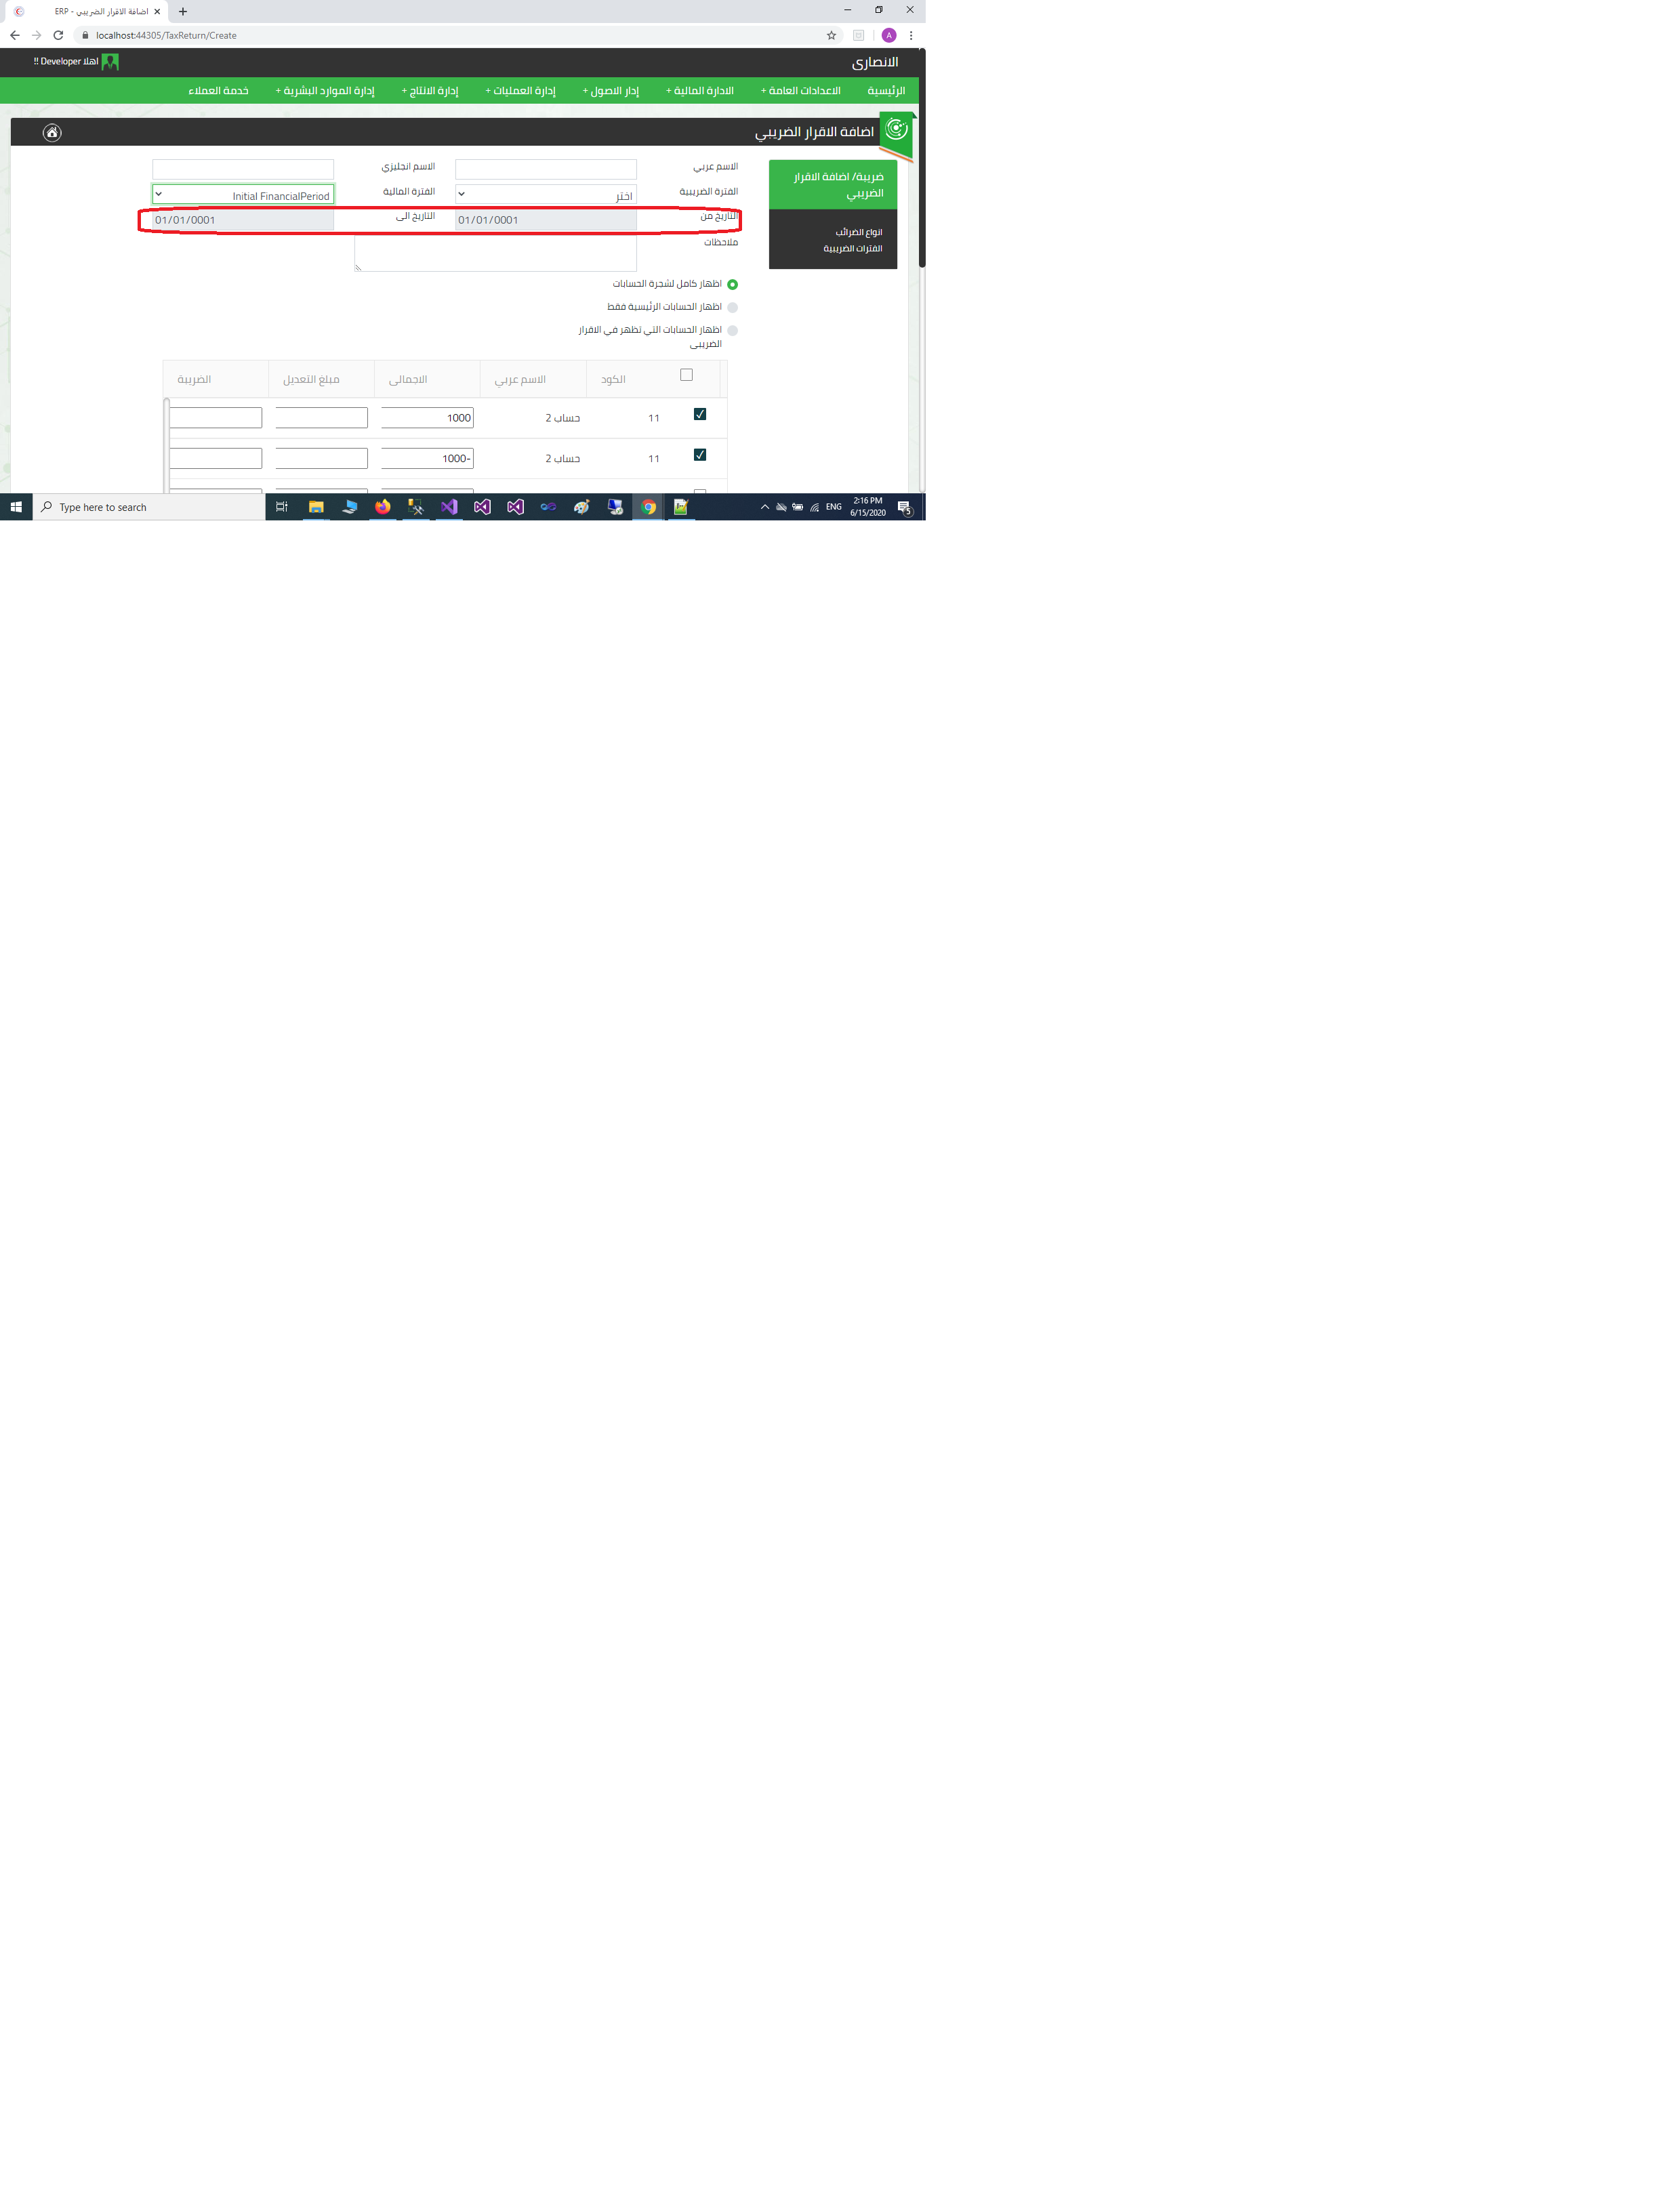 اضافة الاقرار الضريبي - ERP
localhost:44305/TaxReturn/Create
الانصارى
اهلا Developer !!
الرئيسية
الاعدادات العامة +
الادارة المالية +
إدار الاصول +
إدارة العمليات +
إدارة الانتاج +
إدارة الموارد البشرية +
خدمة العملاء
اضافة الاقرار الضريبي
ضريبة/ اضافة الاقرار
الضريبي
انواع الضرائب
الفترات الضريبية
الاسم عربي
الاسم انجليزي
الفترة الضريبية
اختر
الفترة المالية
Initial FinancialPeriod
التاريخ من
01/01/0001
التاريخ الى
01/01/0001
ملاحظات
اظهار كامل لشجرة الحسابات
اظهار الحسابات الرئيسية فقط
اظهار الحسابات التي تظهر في الاقرار
الضريبى
الكود
الاسم عربي
الاجمالى
مبلغ التعديل
الضريبة
11
حساب 2
1000
11
حساب 2
1000-
Type here to search
ENG
2:16 PM
6/15/2020
5
A